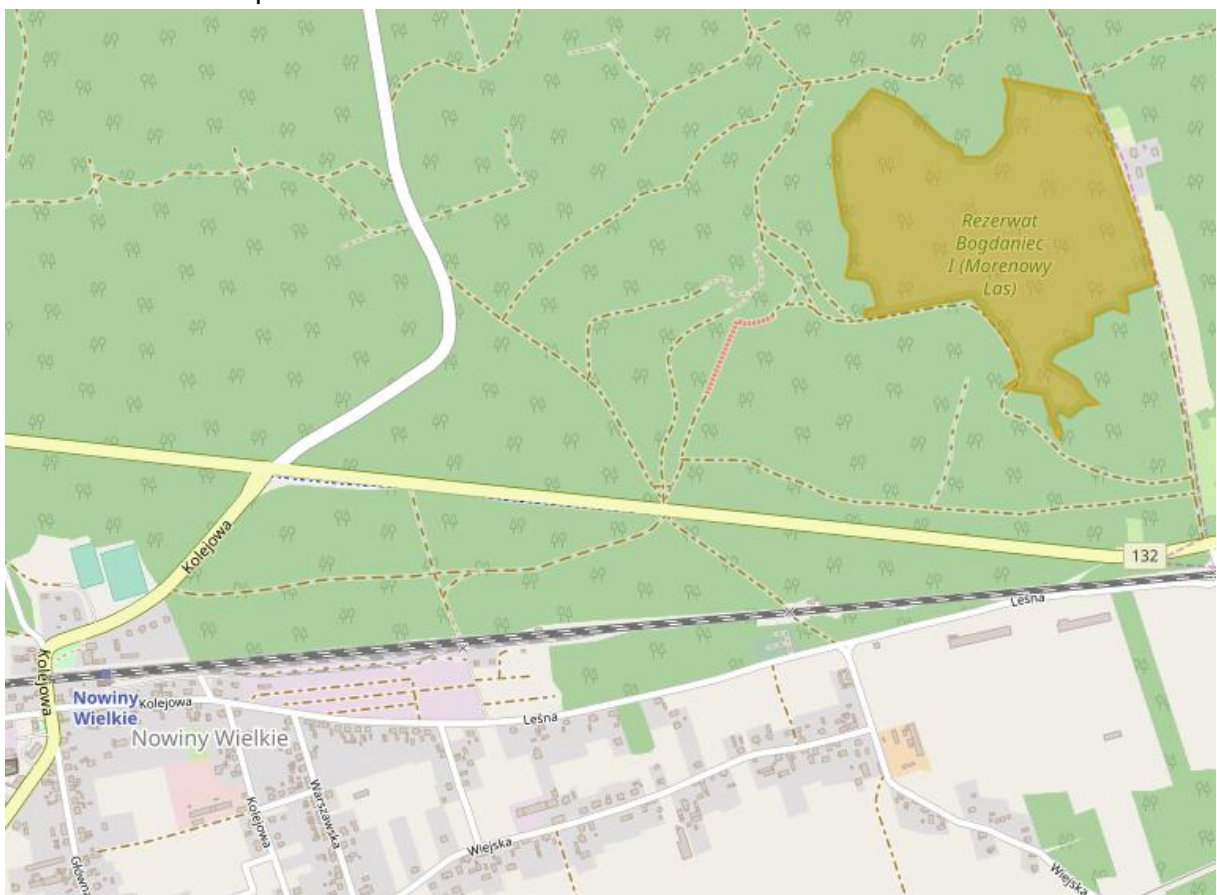 Rezerwat
Bogdaniec
I (Morenowy
Las)
Kolejowa
132
Leśna
Kolejowa
Nowiny
Wielkie
Kolejowa
Leśna
Nowiny Wielkie
Kolejowa
Warszawska
Wiejska
Główna
Wiejska